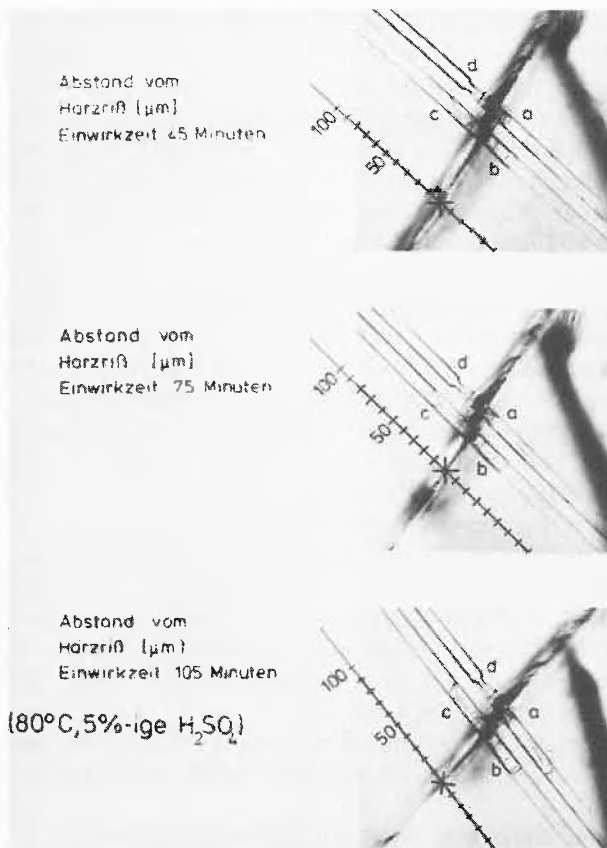 Abstand vom
Harzriß [µm]
Einwirkzeit 45 Minuten
100
50
d
c
a
b
Abstand vom
Harzriß [µm]
Einwirkzeit 75 Minuten
100
50
d
c
a
b
Abstand vom
Harzriß [µm]
Einwirkzeit 105 Minuten
(80°C, 5%-ige H₂SO₄)
100
50
d
c
a
b